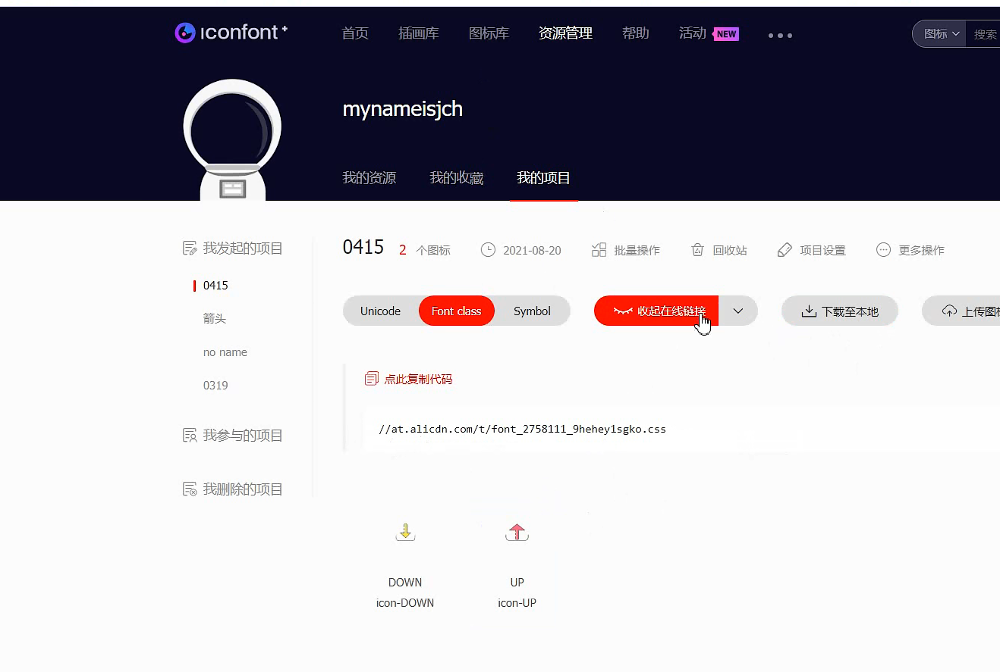 iconfont+ 首页 插画库 图标库 资源管理 帮助 活动 NEW 图标 搜索
mynameisjch
我的资源 我的收藏 我的项目
我发起的项目
0415
箭头
no name
0319
我参与的项目
我删除的项目
0415 2 个图标 2021-08-20 批量操作 回收站 项目设置 更多操作
Unicode Font class Symbol 收起在线链接 下载至本地 上传图
点此复制代码
//at.alicdn.com/t/font_2758111_9hehey1sgko.css
DOWN UP
icon-DOWN icon-UP